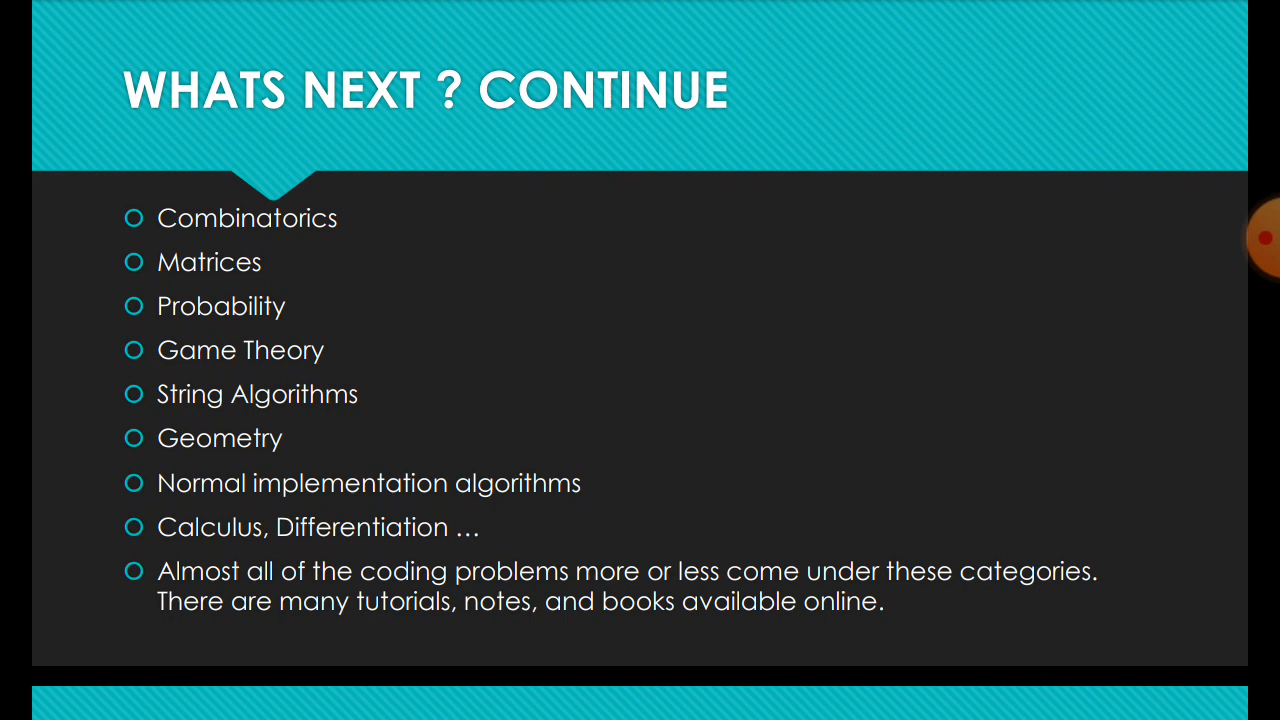 WHATS NEXT ? CONTINUE
Combinatorics
Matrices
Probability
Game Theory
String Algorithms
Geometry
Normal implementation algorithms
Calculus, Differentiation …
Almost all of the coding problems more or less come under these categories.
There are many tutorials, notes, and books available online.